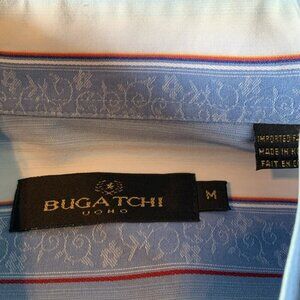 BUGATCHI
UOMO
M
IMPORTED
MADE IN
FAIT EN